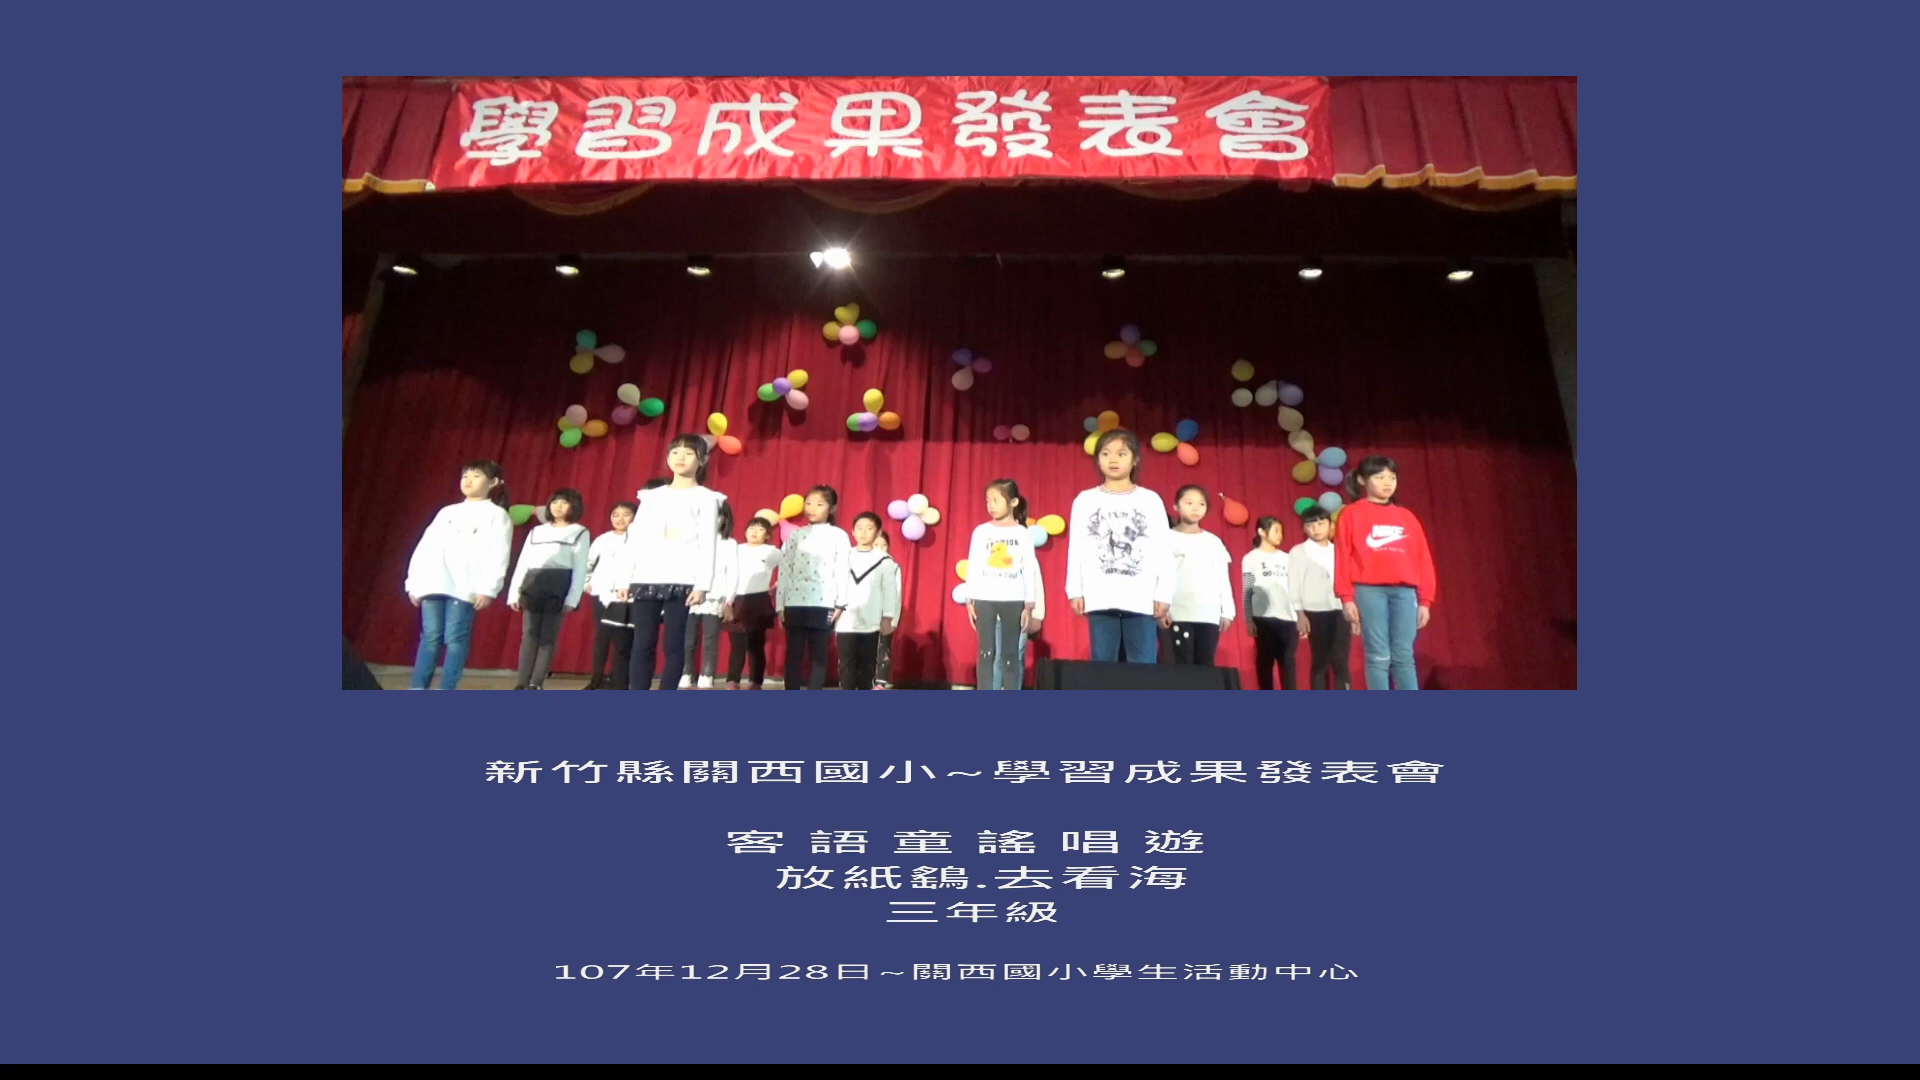 學習成果發表會
FASHION
NIKE
新竹縣關西國小~學習成果發表會
客語童謠唱遊
放紙鷂.去看海
三年級
107年12月28日~關西國小學生活動中心